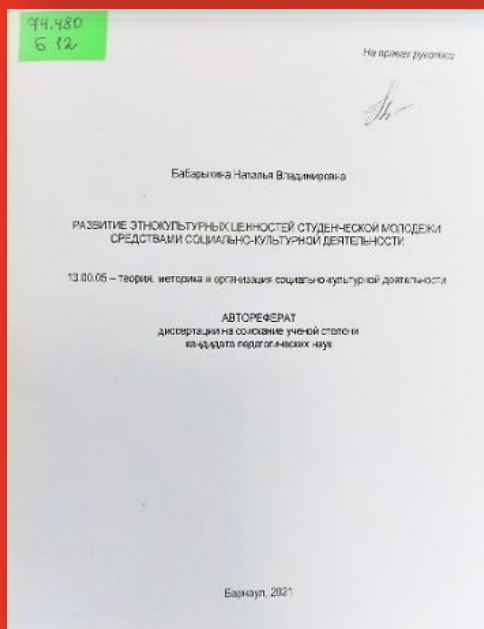 74.480
Б 12
На правах рукописи
Бабарыкина Наталья Владимировна
РАЗВИТИЕ ЭТНОКУЛЬТУРНЫХ ЦЕННОСТЕЙ СТУДЕНЧЕСКОЙ МОЛОДЕЖИ
СРЕДСТВАМИ СОЦИАЛЬНО-КУЛЬТУРНОЙ ДЕЯТЕЛЬНОСТИ
13.00.05 – теория, методика и организация социально-культурной деятельности
АВТОРЕФЕРАТ
диссертации на соискание ученой степени
кандидата педагогических наук
Барнаул, 2021